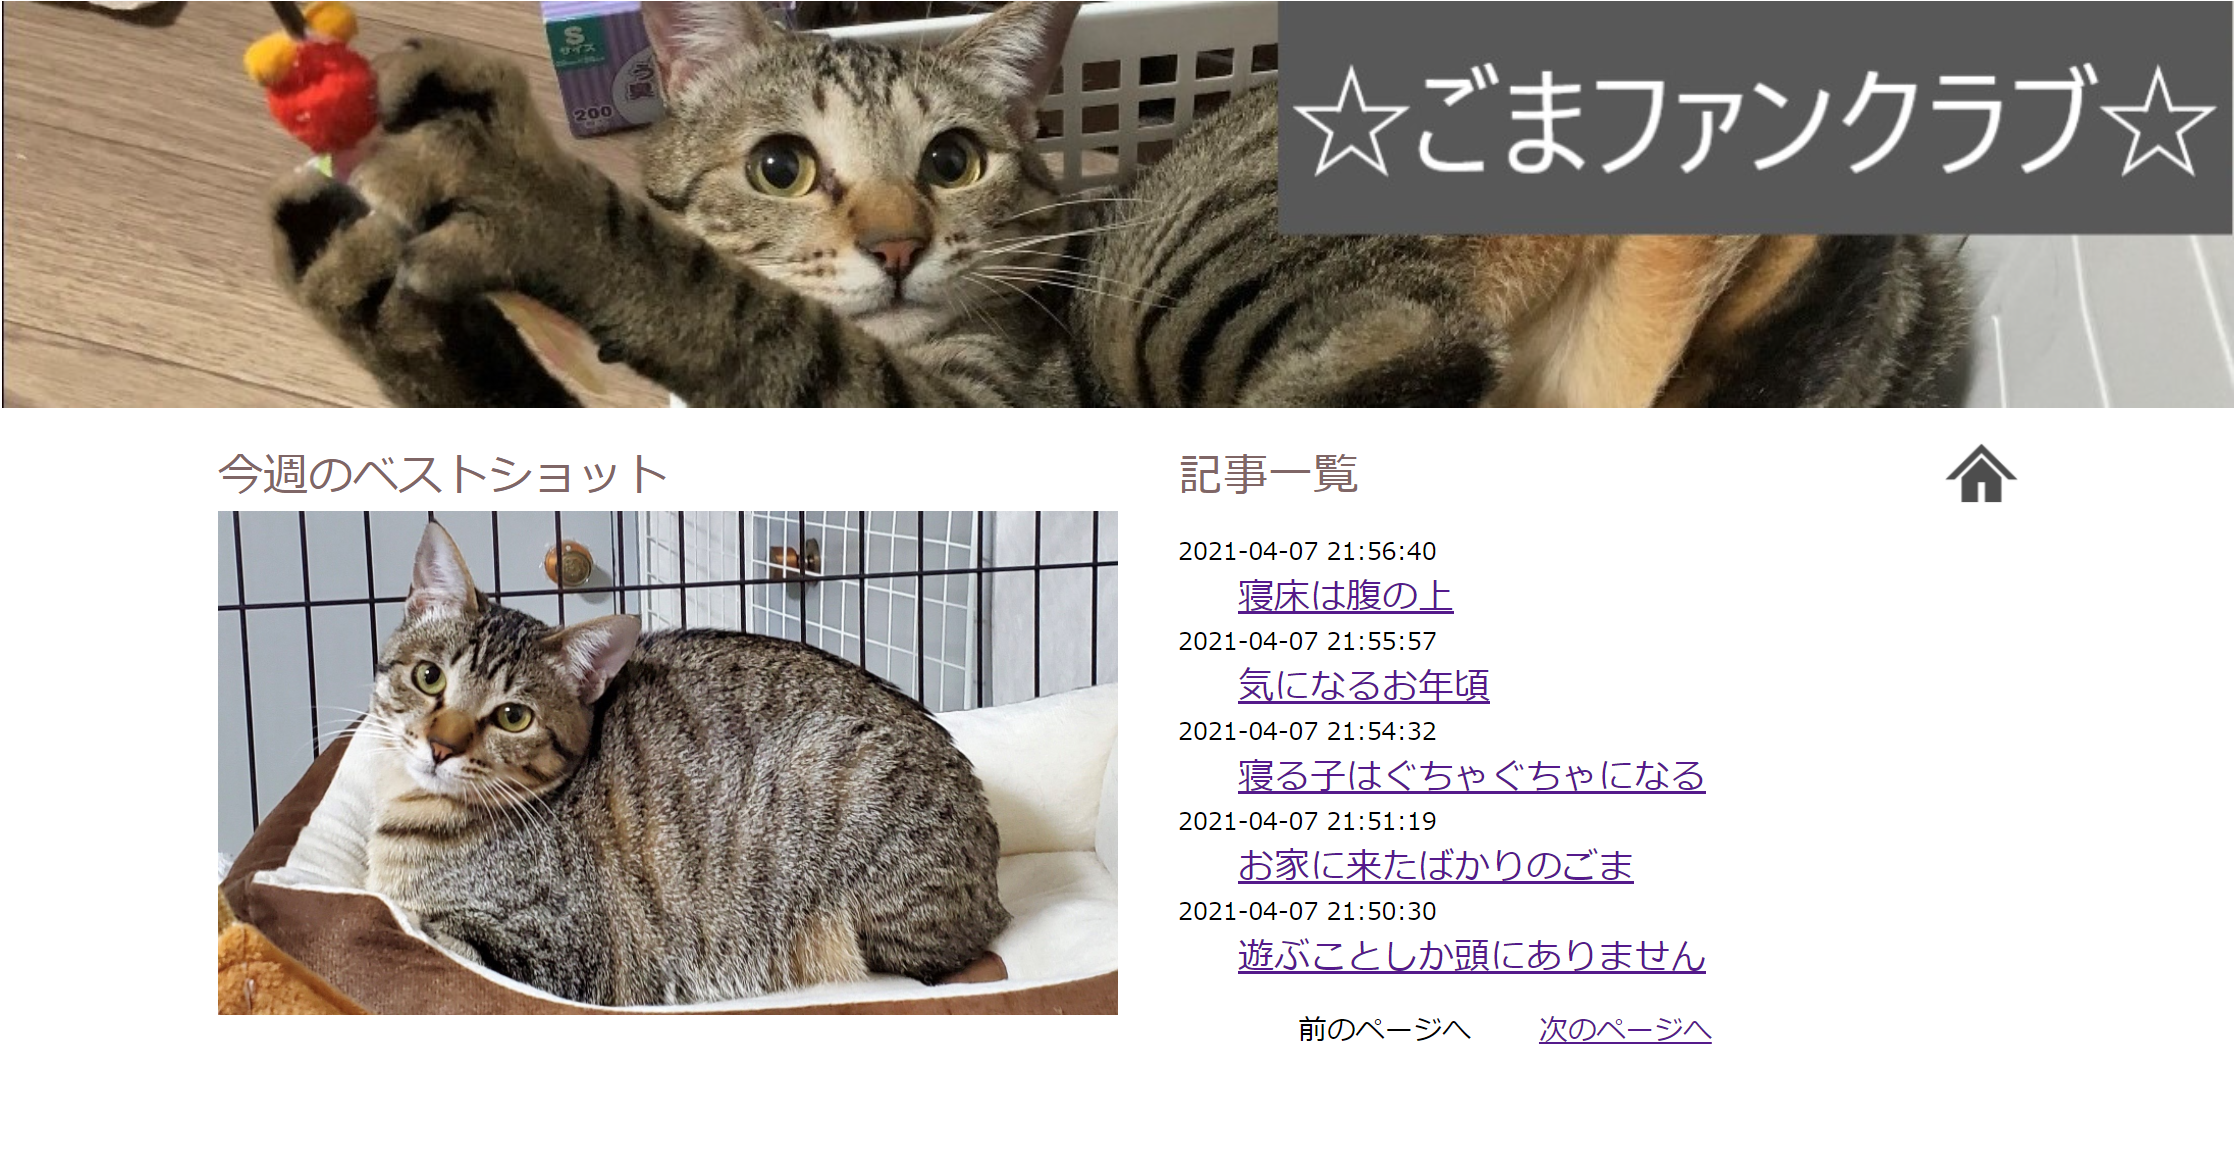 S
サイズ
200
☆ごまファンクラブ☆
今週のベストショット
記事一覧
2021-04-07 21:56:40
寝床は腹の上
2021-04-07 21:55:57
気になるお年頃
2021-04-07 21:54:32
寝る子はぐちゃぐちゃになる
2021-04-07 21:51:19
お家に来たばかりのごま
2021-04-07 21:50:30
遊ぶことしか頭にありません
前のページへ 次のページへ